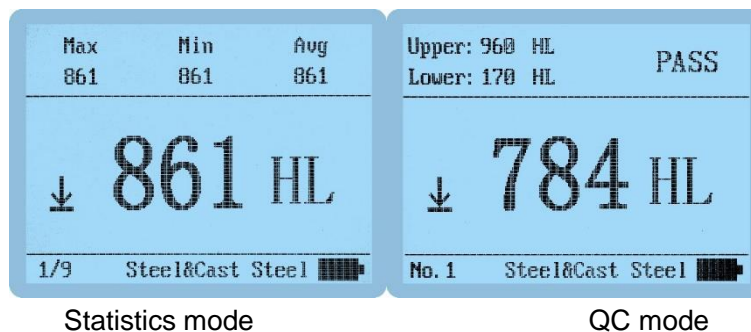 Max Min Avg
861 861 861
861 HL
1/9 Steel&Cast Steel
Upper: 960 HL
Lower: 170 HL
PASS
784 HL
No.1 Steel&Cast Steel
Statistics mode
QC mode